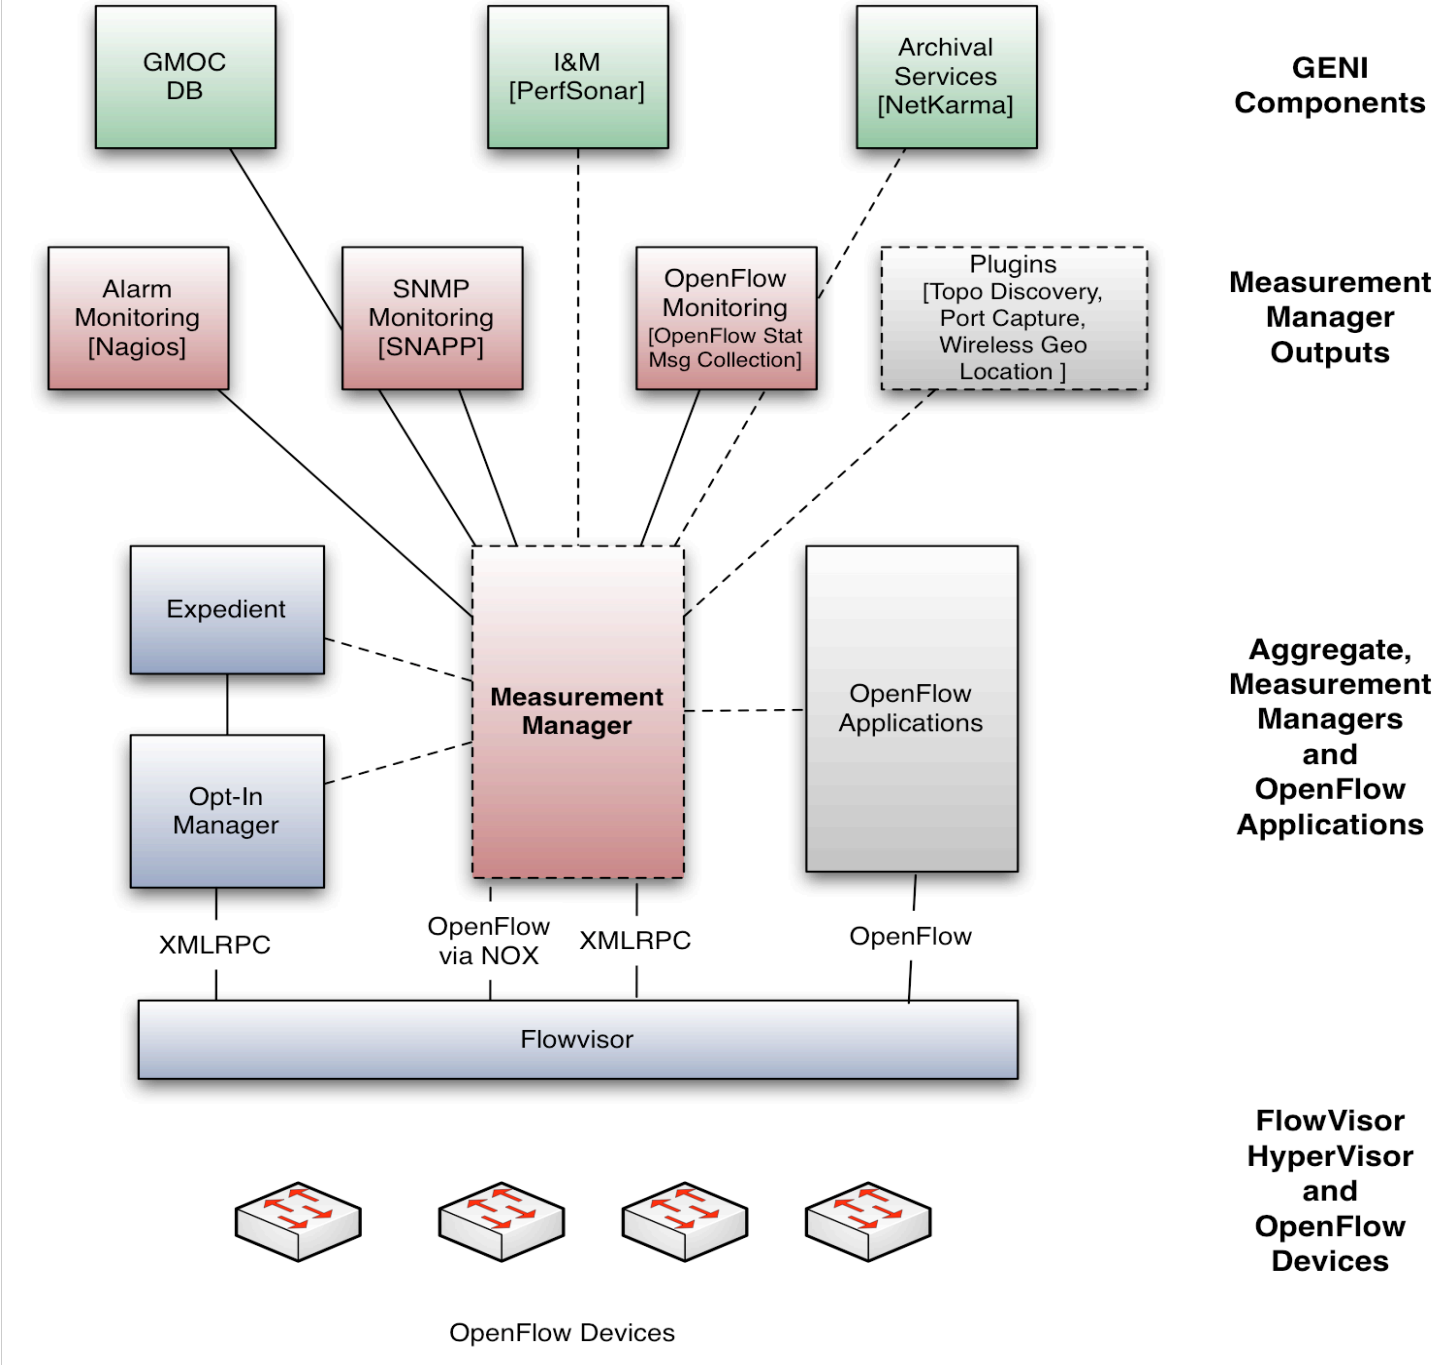 GMOC
DB
I&M
[PerfSonar]
Archival
Services
[NetKarma]
GENI
Components
Alarm
Monitoring
[Nagios]
SNMP
Monitoring
[SNAPP]
OpenFlow
Monitoring
[OpenFlow Stat
Msg Collection]
Plugins
[Topo Discovery,
Port Capture,
Wireless Geo
Location ]
Measurement
Manager
Outputs
Expedient
Opt-In
Manager
Measurement
Manager
OpenFlow
Applications
Aggregate,
Measurement
Managers
and
OpenFlow
Applications
XMLRPC
OpenFlow
via NOX
XMLRPC
OpenFlow
Flowvisor
FlowVisor
HyperVisor
and
OpenFlow
Devices
OpenFlow Devices